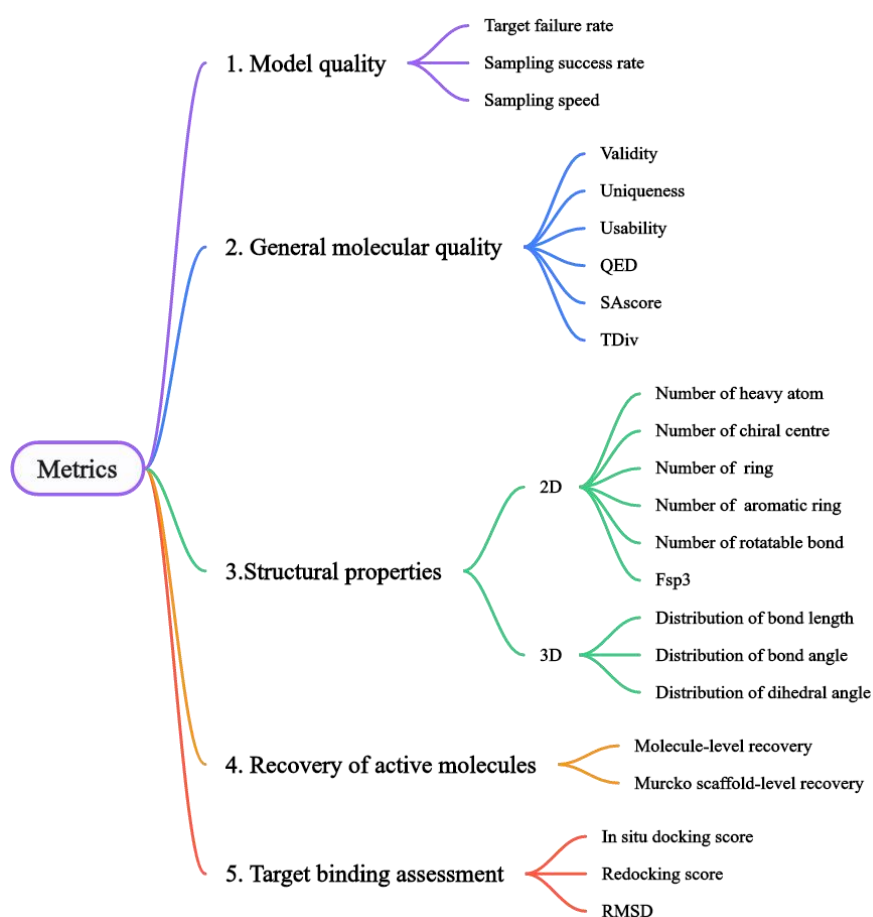 Metrics
1. Model quality
Target failure rate
Sampling success rate
Sampling speed
2. General molecular quality
Validity
Uniqueness
Usability
QED
SAscore
TDiv
3.Structural properties
2D
Number of heavy atom
Number of chiral centre
Number of ring
Number of aromatic ring
Number of rotatable bond
Fsp3
3D
Distribution of bond length
Distribution of bond angle
Distribution of dihedral angle
4. Recovery of active molecules
Molecule-level recovery
Murcko scaffold-level recovery
5. Target binding assessment
In situ docking score
Redocking score
RMSD